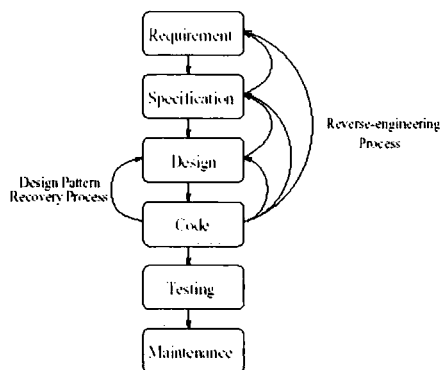 Requirement
Specification
Reverse-engineering
Process
Design
Design Pattern
Recovery Process
Code
Testing
Maintenance